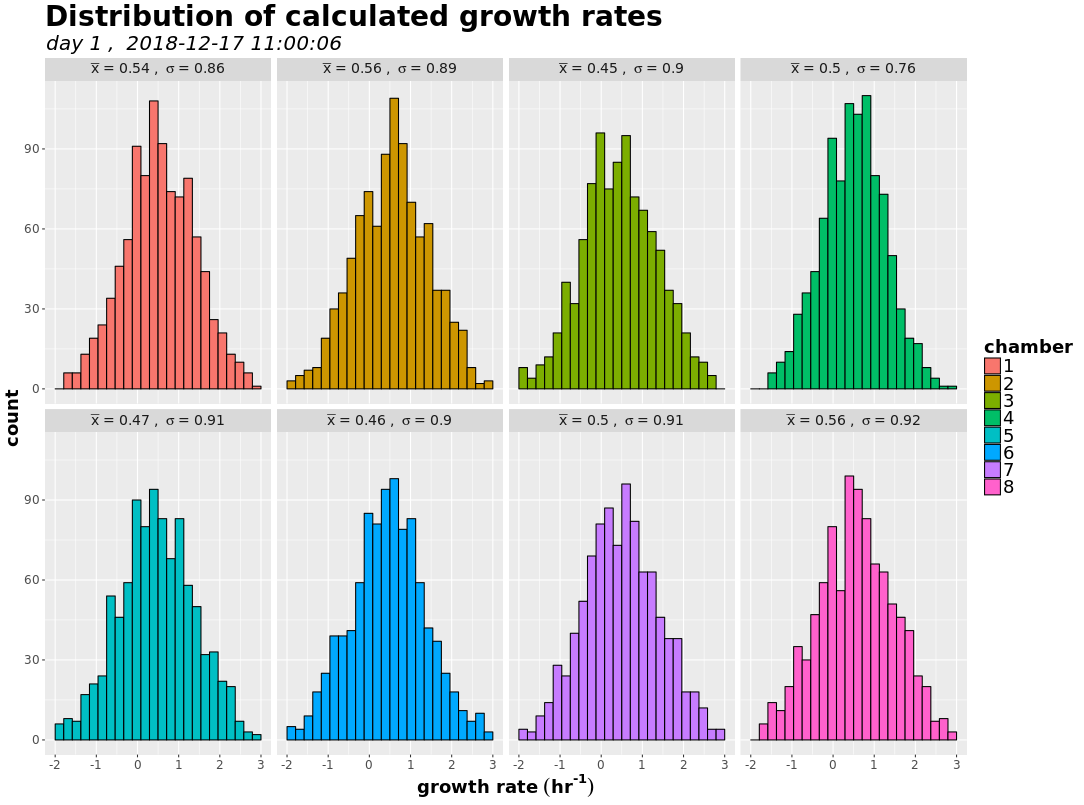 Distribution of calculated growth rates
day 1 ,  2018-12-17 11:00:06
x̅ = 0.54 ,  σ = 0.86
x̅ = 0.56 ,  σ = 0.89
x̅ = 0.45 ,  σ = 0.9
x̅ = 0.5 ,  σ = 0.76
90
60
30
0
x̅ = 0.47 ,  σ = 0.91
x̅ = 0.46 ,  σ = 0.9
x̅ = 0.5 ,  σ = 0.91
x̅ = 0.56 ,  σ = 0.92
90
60
30
0
-2 -1 0 1 2 3
-2 -1 0 1 2 3
-2 -1 0 1 2 3
-2 -1 0 1 2 3
growth rate (hr⁻¹)
count
chamber
1
2
3
4
5
6
7
8